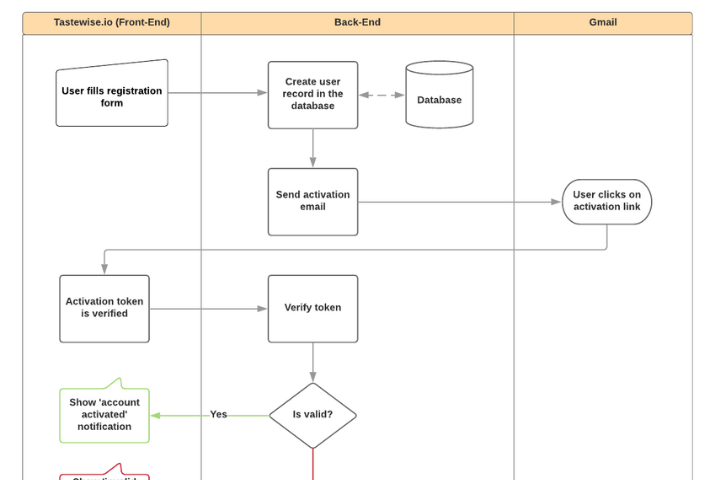 Tastewise.io (Front-End)
Back-End
Gmail
User fills registration
form
Create user
record in the
database
Database
Send activation
email
User clicks on
activation link
Activation token
is verified
Verify token
Show 'account
activated'
notification
Yes
Is valid?